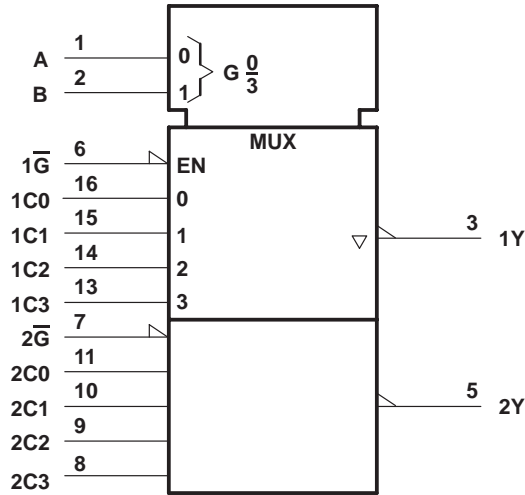 A 1 0 G 0/3
B 2 1
MUX
1G̅ 6 EN
1C0 16 0
1C1 15 1
1C2 14 2
1C3 13 3
3 1Y
2G̅ 7
2C0 11
2C1 10
2C2 9
2C3 8
5 2Y